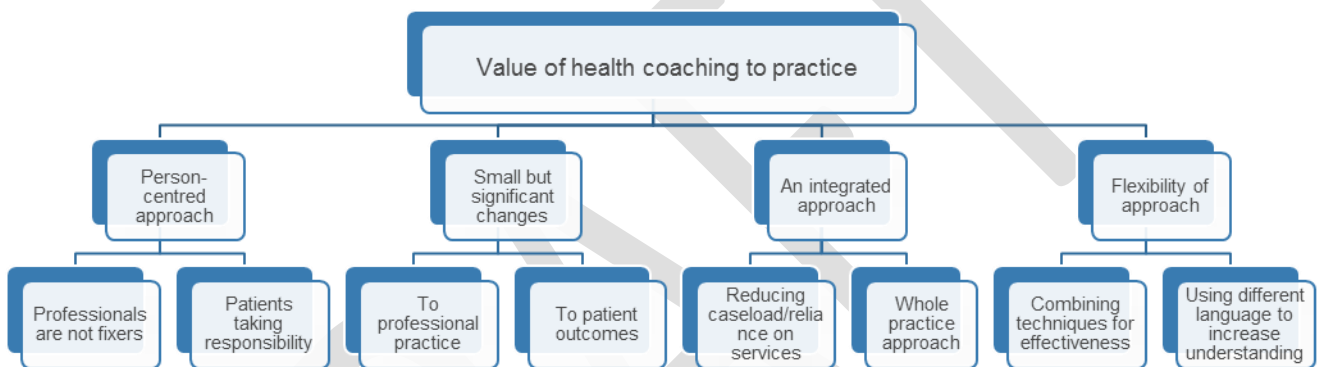 Value of health coaching to practice
Person-
centred
approach
Small but
significant
changes
An integrated
approach
Flexibility of
approach
Professionals
are not fixers
Patients
taking
responsibility
To
professional
practice
To patient
outcomes
Reducing
caseload/relia
nce on
services
Whole
practice
approach
Combining
techniques for
effectiveness
Using different
language to
increase
understanding